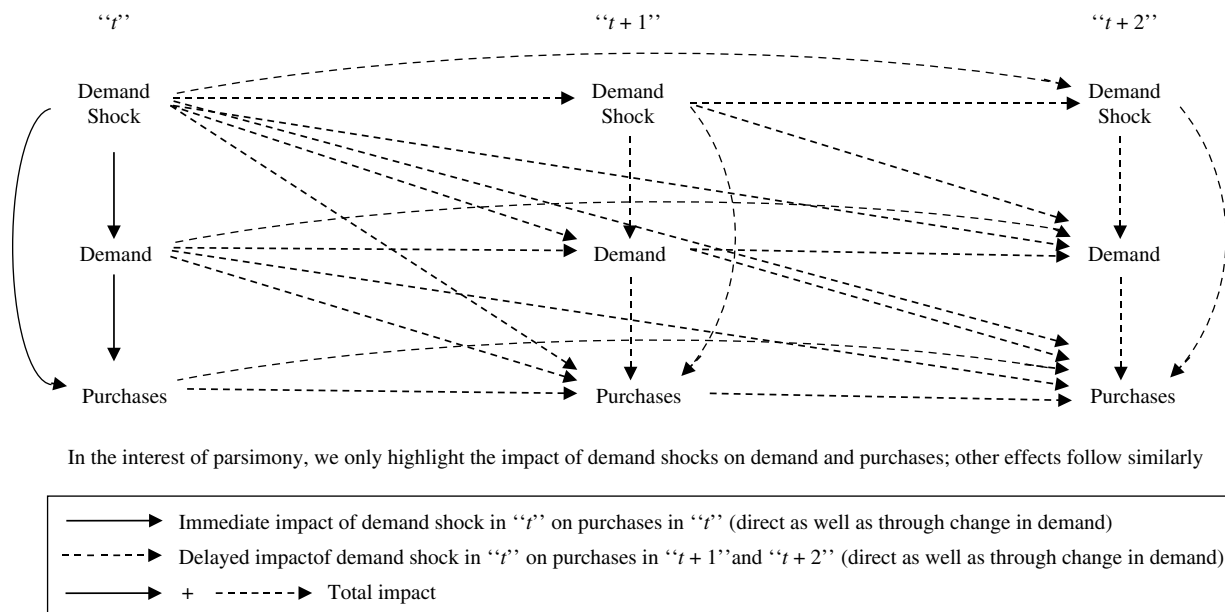 ‘‘t’’ ‘‘t + 1’’ ‘‘t + 2’’
Demand Shock
Demand Shock
Demand Shock
Demand
Demand
Demand
Purchases
Purchases
Purchases
In the interest of parsimony, we only highlight the impact of demand shocks on demand and purchases; other effects follow similarly
Immediate impact of demand shock in ‘‘t’’ on purchases in ‘‘t’’ (direct as well as through change in demand)
Delayed impactof demand shock in ‘‘t’’ on purchases in ‘‘t + 1’’and ‘‘t + 2’’ (direct as well as through change in demand)
+ Total impact